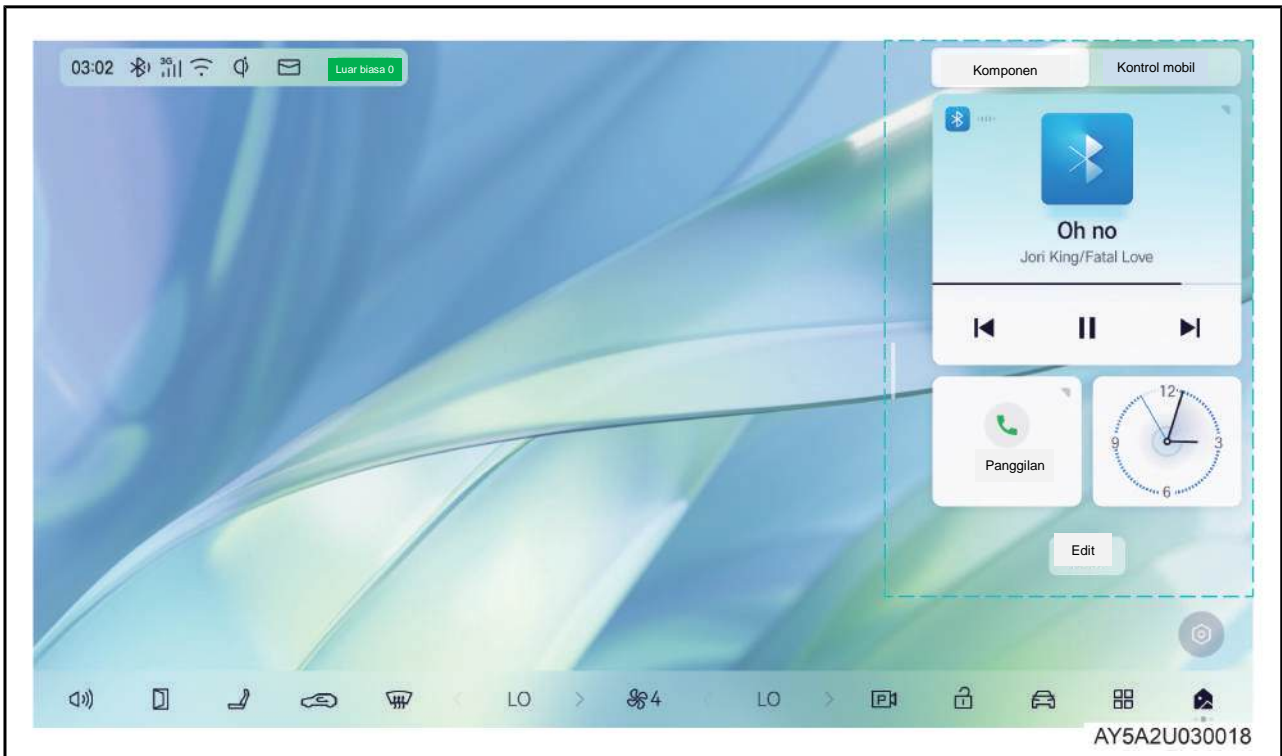 03:02
3G
Luar biasa 0
Komponen
Kontrol mobil
Oh no
Jori King/Fatal Love
Panggilan
12
9
3
6
Edit
LO
4
LO
P
AY5A2U030018